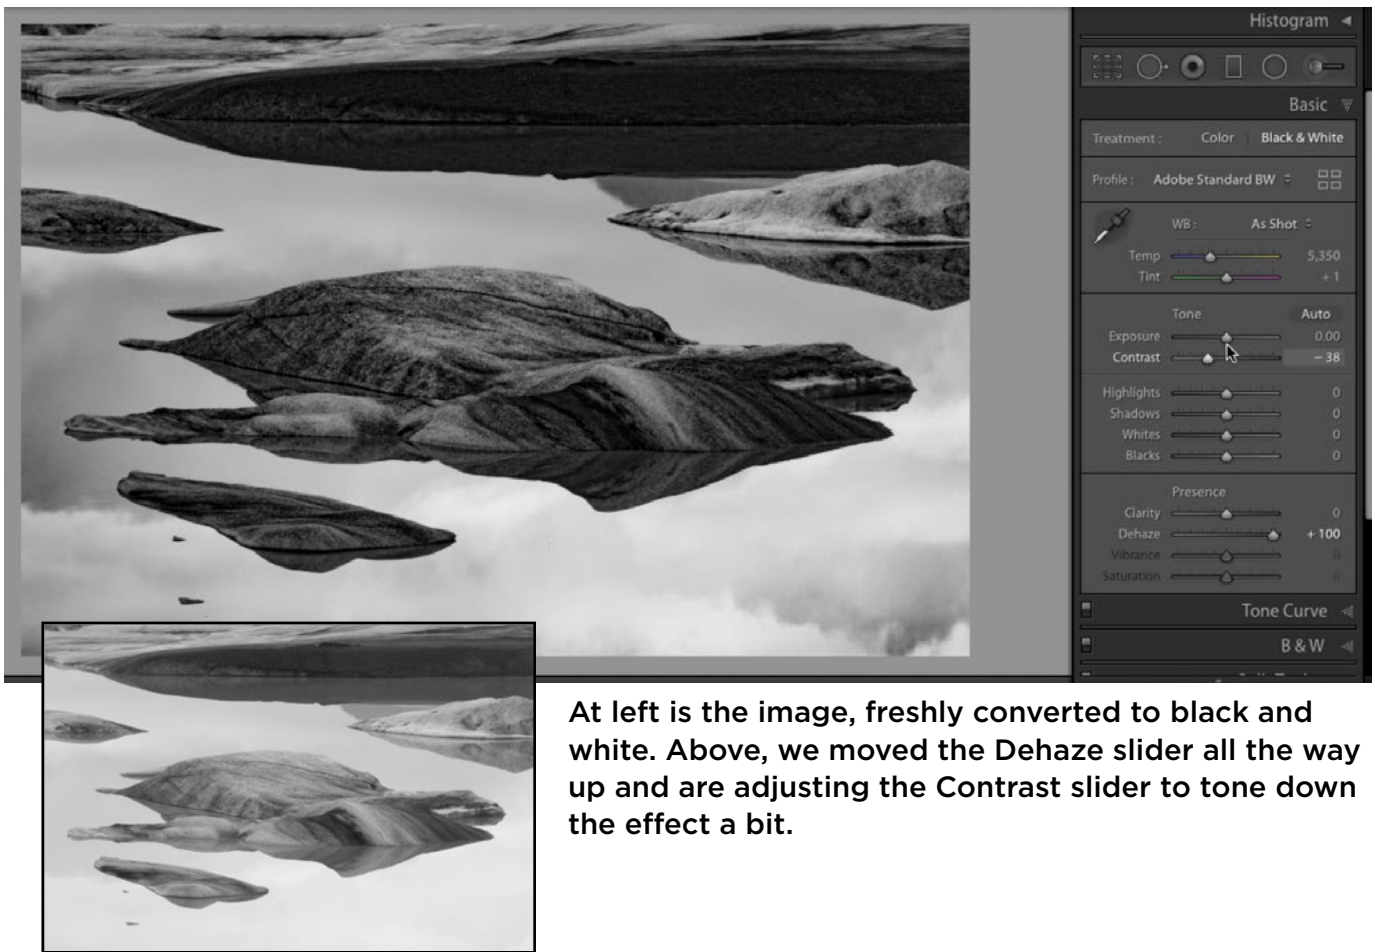 Histogram
Basic
Treatment : Color Black & White
Profile : Adobe Standard BW
WB : As Shot
Temp 5,350
Tint + 1
Tone Auto
Exposure 0.00
Contrast – 38
Highlights 0
Shadows 0
Whites 0
Blacks 0
Presence
Clarity 0
Dehaze + 100
Vibrance 0
Saturation 0
Tone Curve
B & W
At left is the image, freshly converted to black and
white. Above, we moved the Dehaze slider all the way
up and are adjusting the Contrast slider to tone down
the effect a bit.